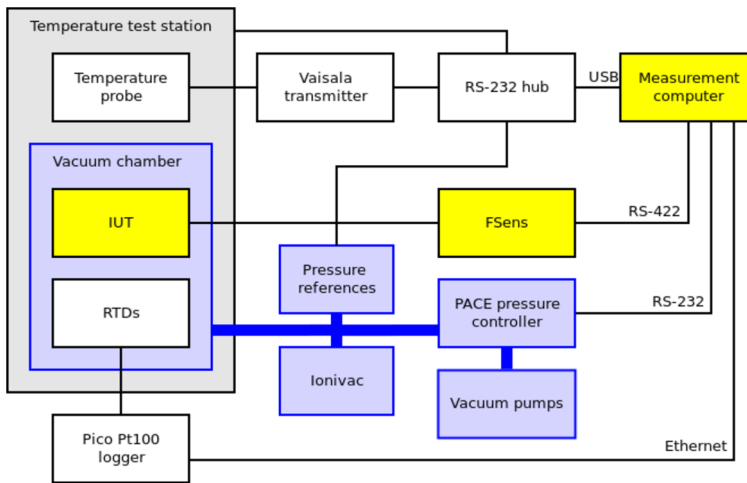 Temperature test station
Temperature
probe
Vaisala
transmitter
RS-232 hub
USB
Measurement
computer
Vacuum chamber
IUT
FSens
RS-422
Pressure
references
RTDs
PACE pressure
controller
RS-232
Ionivac
Vacuum pumps
Pico Pt100
logger
Ethernet